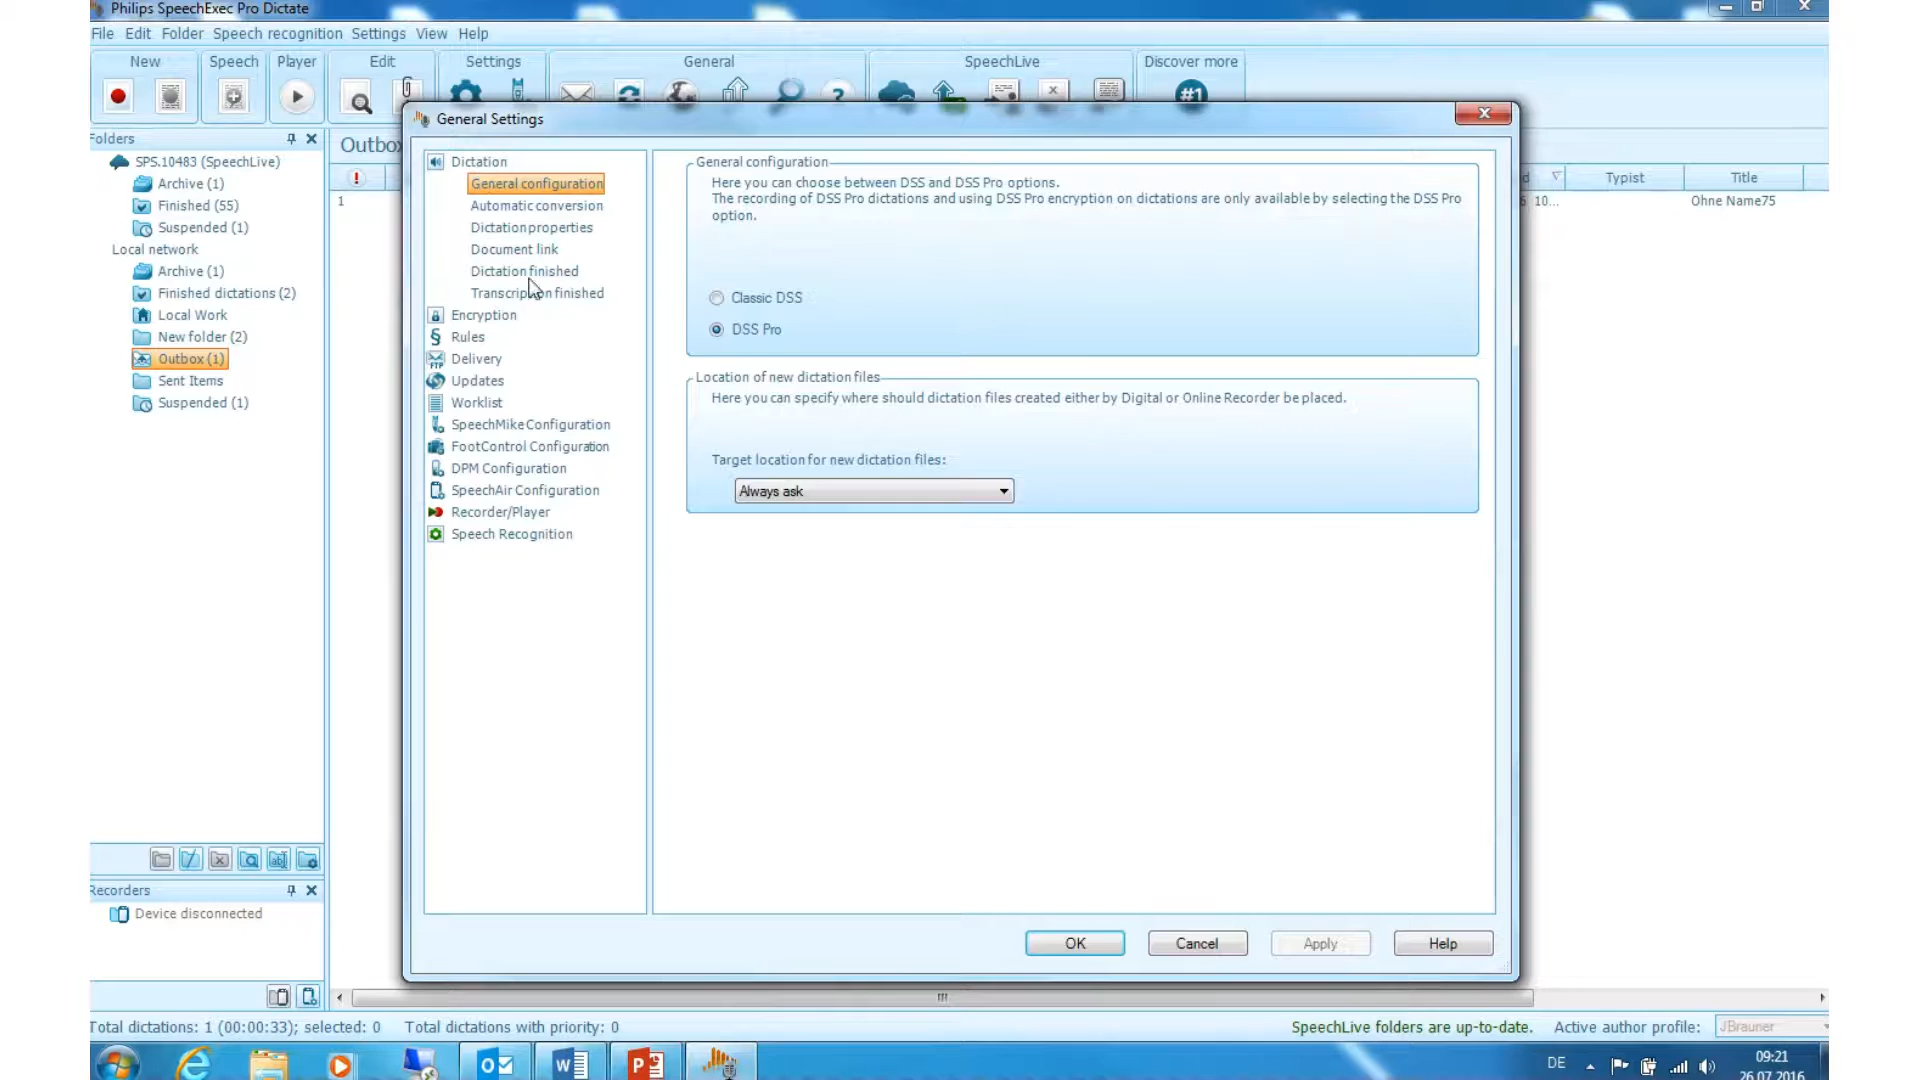 Philips SpeechExec Pro Dictate
File Edit Folder Speech recognition Settings View Help
New Speech Player Edit Settings General SpeechLive Discover more
#1
Folders
SPS.10483 (SpeechLive)
Archive (1)
Finished (55)
Suspended (1)
Local network
Archive (1)
Finished dictations (2)
Local Work
New folder (2)
Outbox (1)
Sent Items
Suspended (1)
Recorders
Device disconnected
Outbox
Typist Title
1
10... Ohne Name75
General Settings
Dictation
General configuration
Automatic conversion
Dictation properties
Document link
Dictation finished
Transcription finished
Encryption
Rules
Delivery
Updates
Worklist
SpeechMike Configuration
FootControl Configuration
DPM Configuration
SpeechAir Configuration
Recorder/Player
Speech Recognition
General configuration
Here you can choose between DSS and DSS Pro options.
The recording of DSS Pro dictations and using DSS Pro encryption on dictations are only available by selecting the DSS Pro
option.
Classic DSS
DSS Pro
Location of new dictation files
Here you can specify where should dictation files created either by Digital or Online Recorder be placed.
Target location for new dictation files:
Always ask
OK Cancel Apply Help
Total dictations: 1 (00:00:33); selected: 0 Total dictations with priority: 0
SpeechLive folders are up-to-date. Active author profile: JBrauner
DE
09:21
26.07.2016